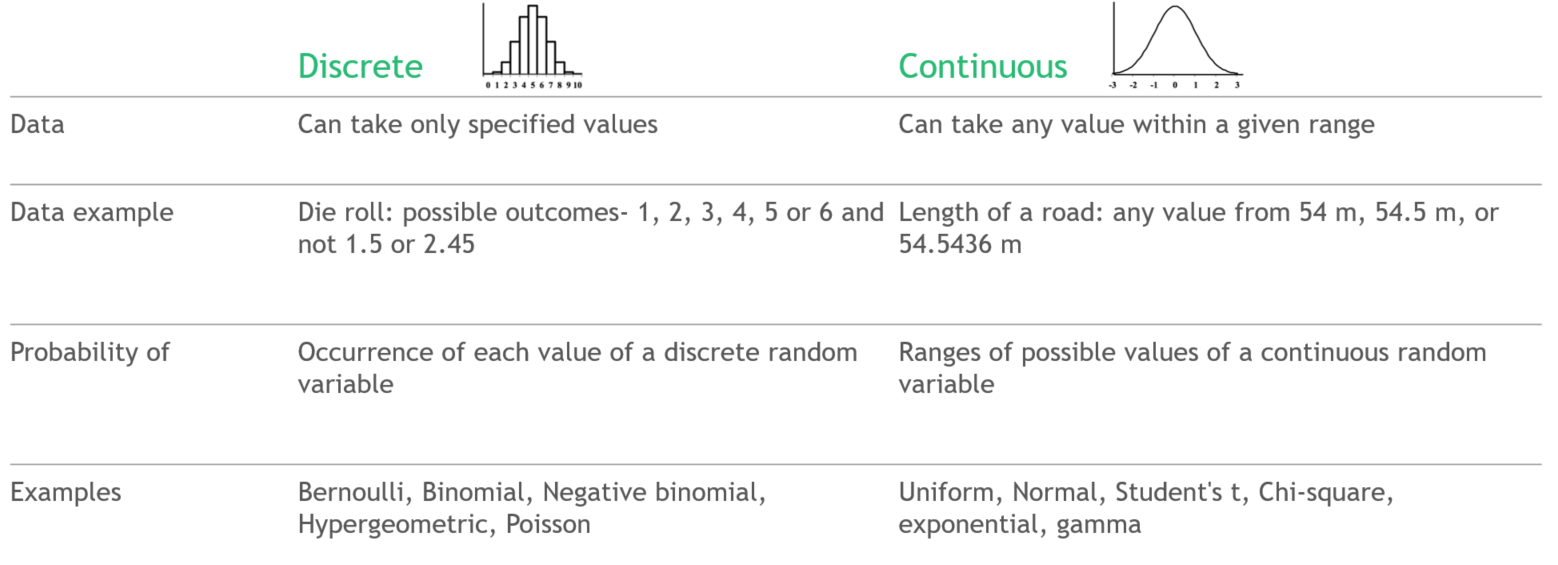 Discrete
0 1 2 3 4 5 6 7 8 9 10
Continuous
-3 -2 -1 0 1 2 3
Data
Can take only specified values
Can take any value within a given range
Data example
Die roll: possible outcomes- 1, 2, 3, 4, 5 or 6 and
not 1.5 or 2.45
Length of a road: any value from 54 m, 54.5 m, or
54.5436 m
Probability of
Occurrence of each value of a discrete random
variable
Ranges of possible values of a continuous random
variable
Examples
Bernoulli, Binomial, Negative binomial,
Hypergeometric, Poisson
Uniform, Normal, Student's t, Chi-square,
exponential, gamma